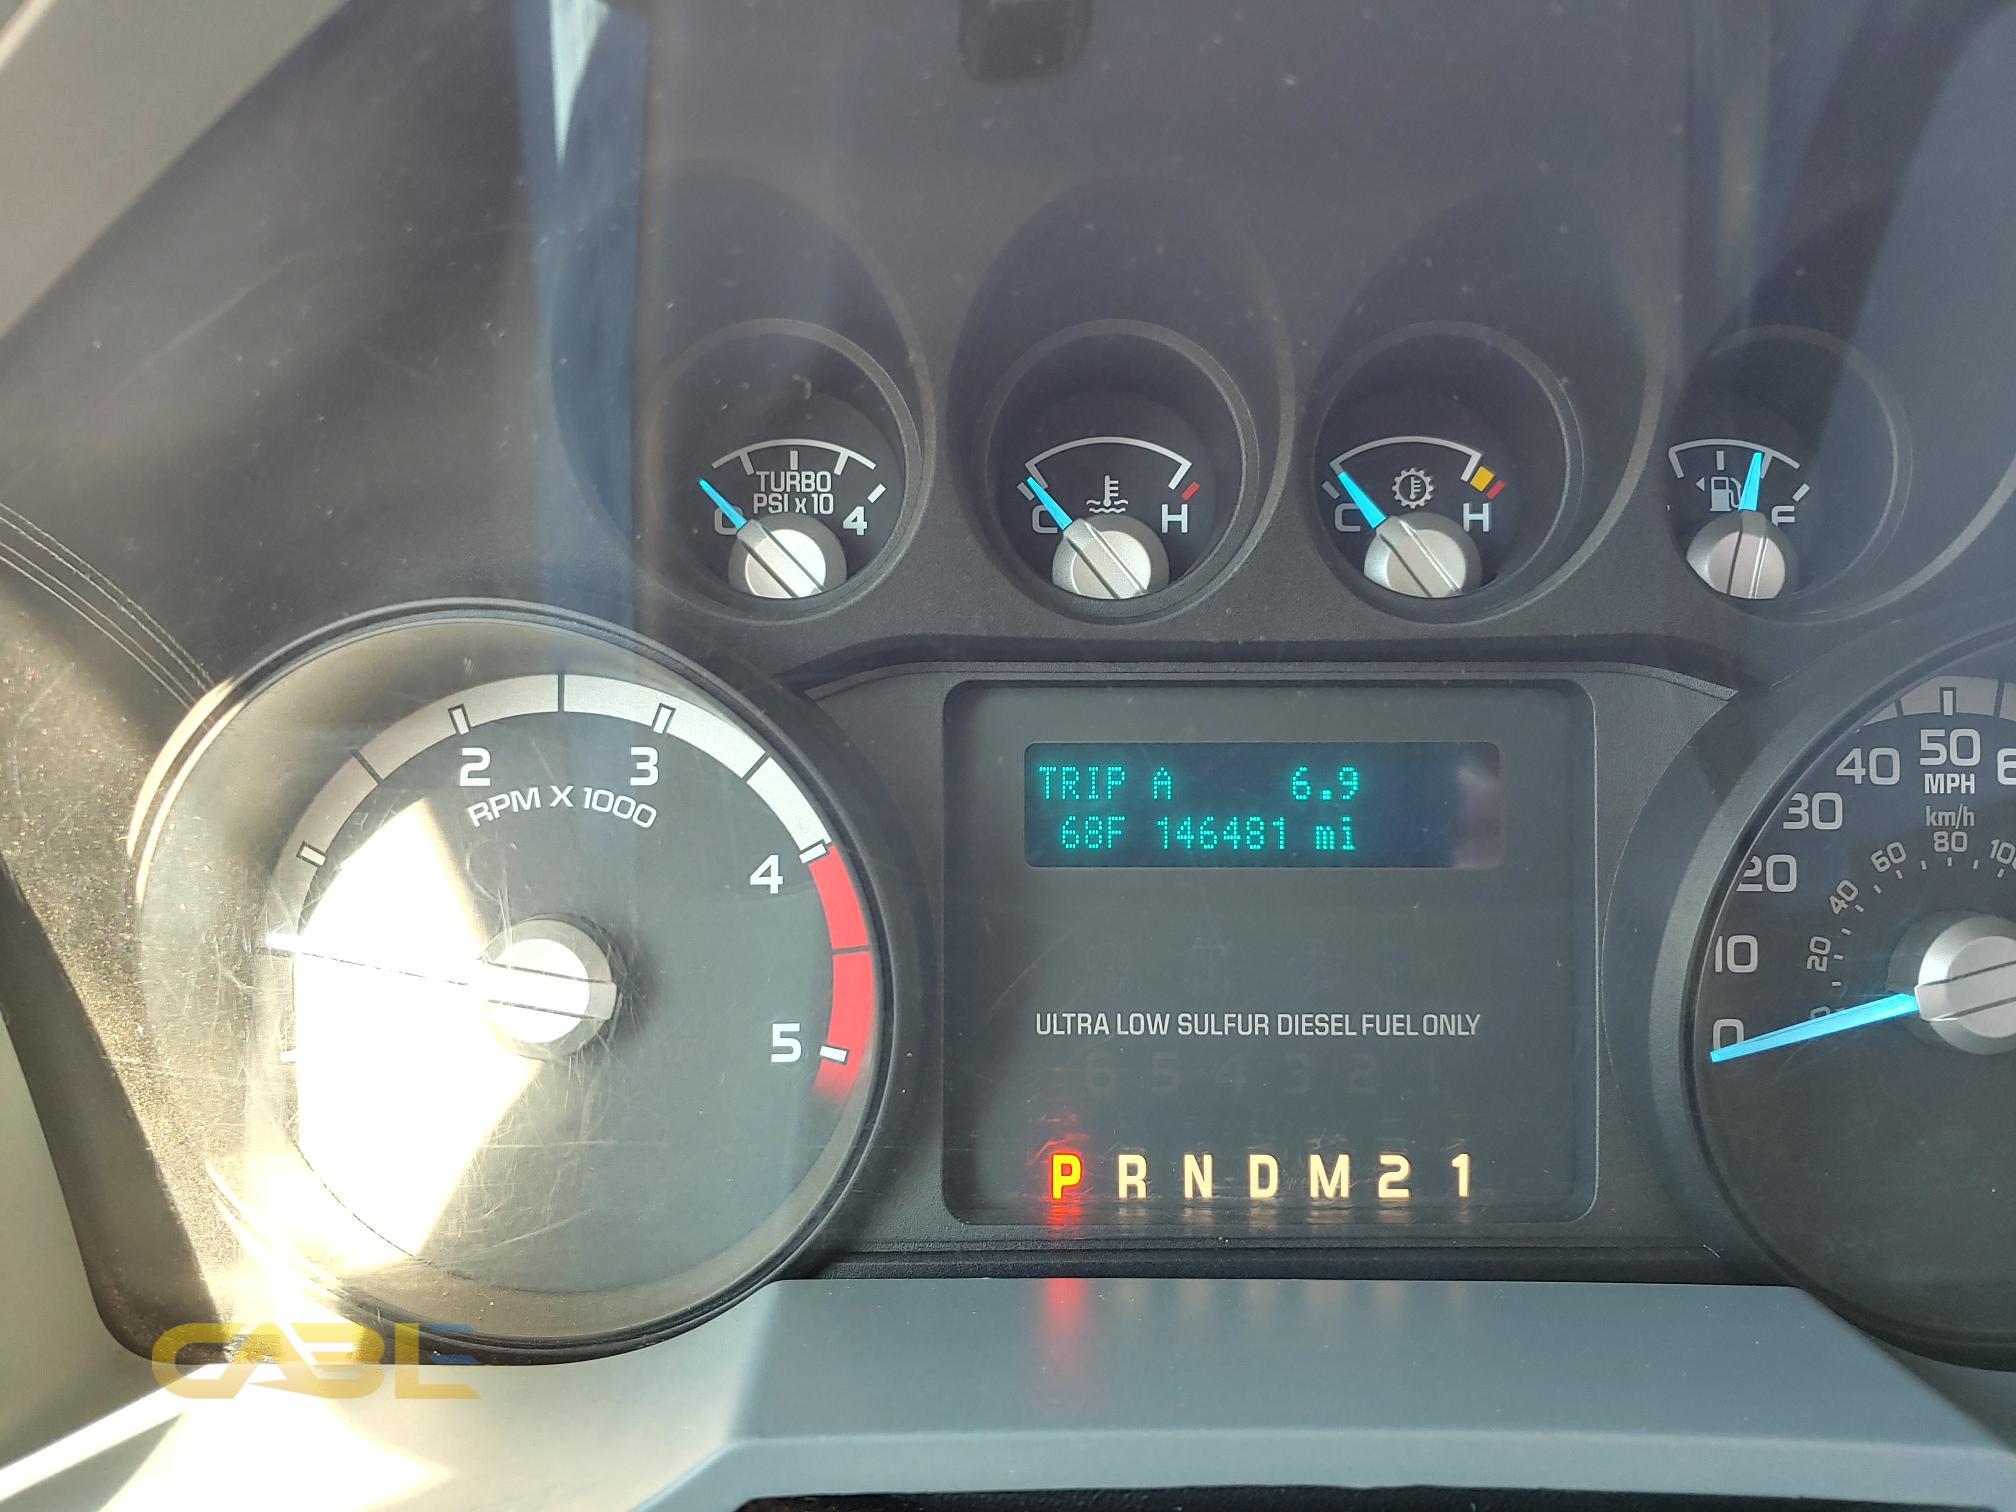 TURBO
PSI x 10
0 4
C H
C H
F
2 3 4 5
RPM X 1000
TRIP A 6.9
68F 146481 mi
ULTRA LOW SULFUR DIESEL FUEL ONLY
P R N D M 2 1
0 10 20 30 40 50
MPH
km/h
20 40 60 80
CABLE